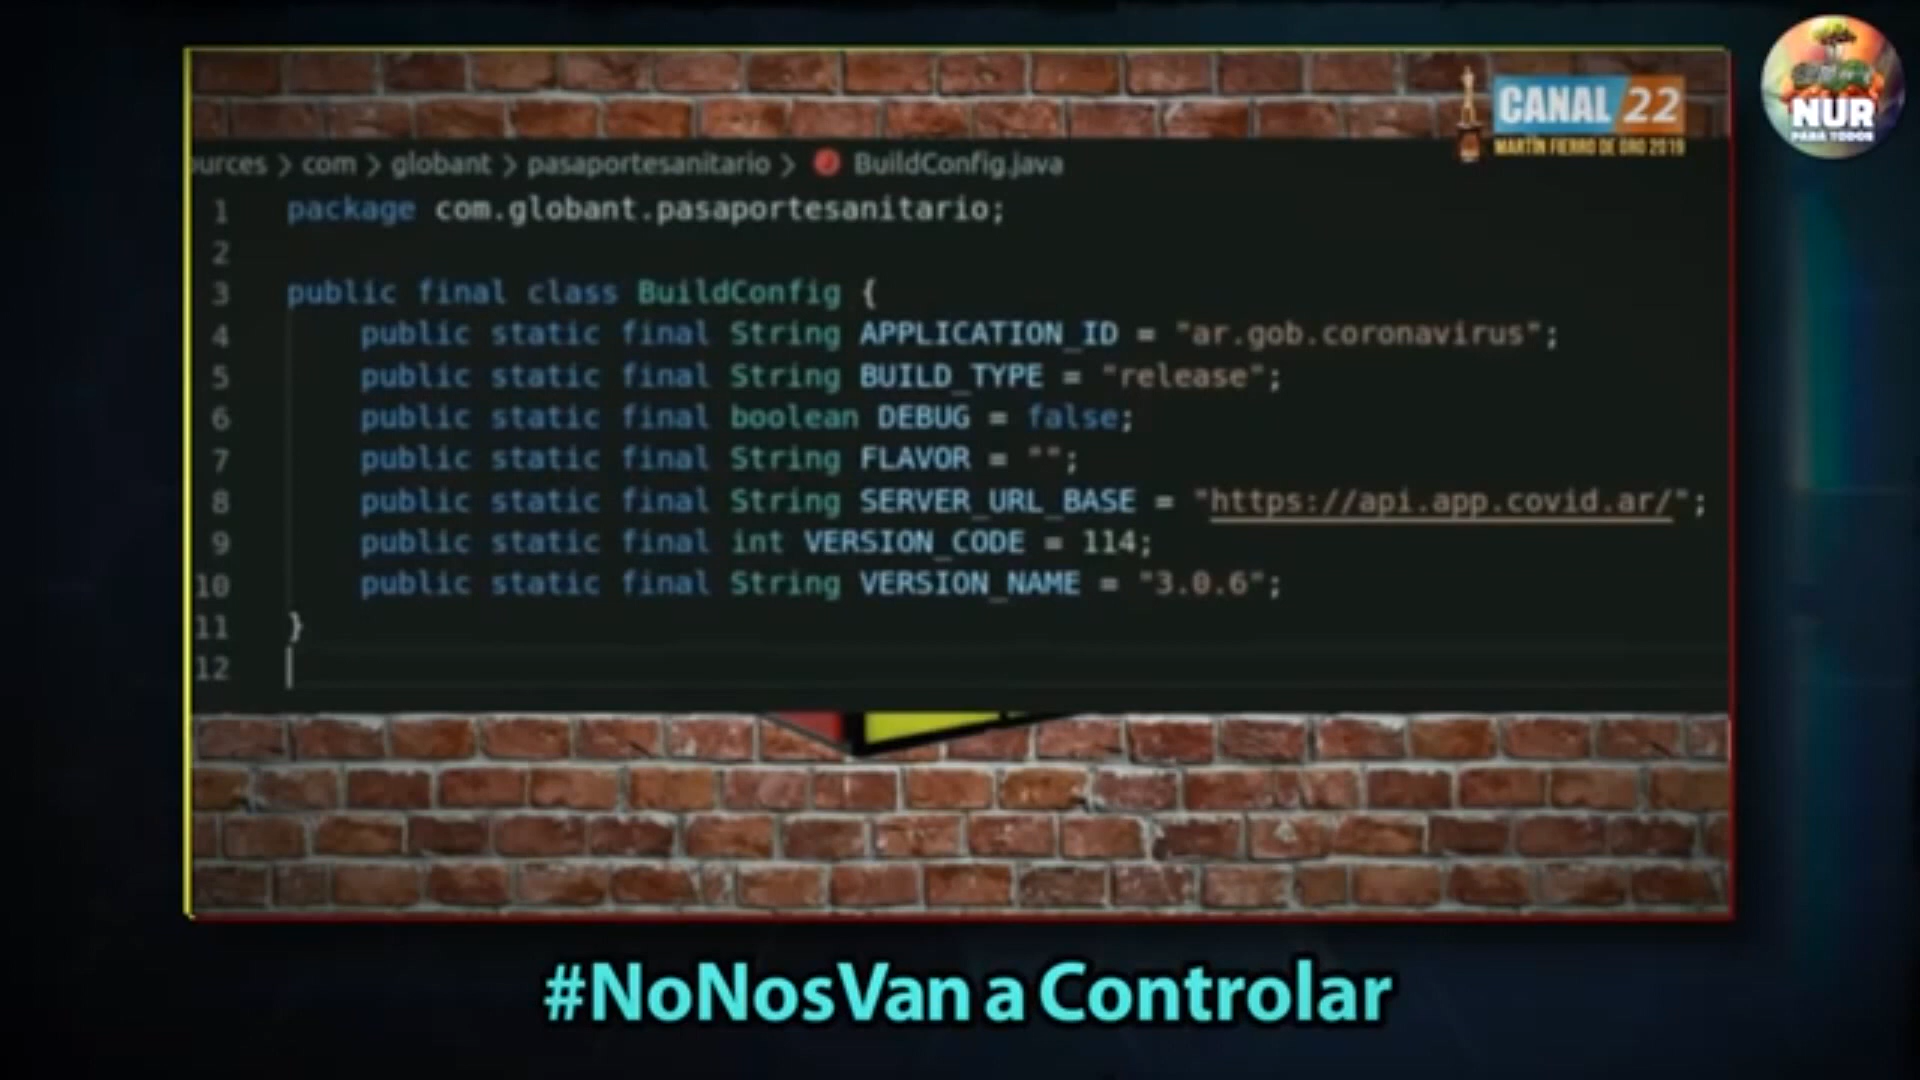 CANAL 22
MARTÍN FIERRO DE ORO 2019
NUR
PARA TODOS
urces > com > globant > pasaportesanitario > BuildConfig.java
1 package com.globant.pasaportesanitario;
2
3 public final class BuildConfig {
4 public static final String APPLICATION_ID = "ar.gob.coronavirus";
5 public static final String BUILD_TYPE = "release";
6 public static final boolean DEBUG = false;
7 public static final String FLAVOR = "";
8 public static final String SERVER_URL_BASE = "https://api.app.covid.ar/";
9 public static final int VERSION_CODE = 114;
10 public static final String VERSION_NAME = "3.0.6";
11 }
12
#NoNosVan a Controlar